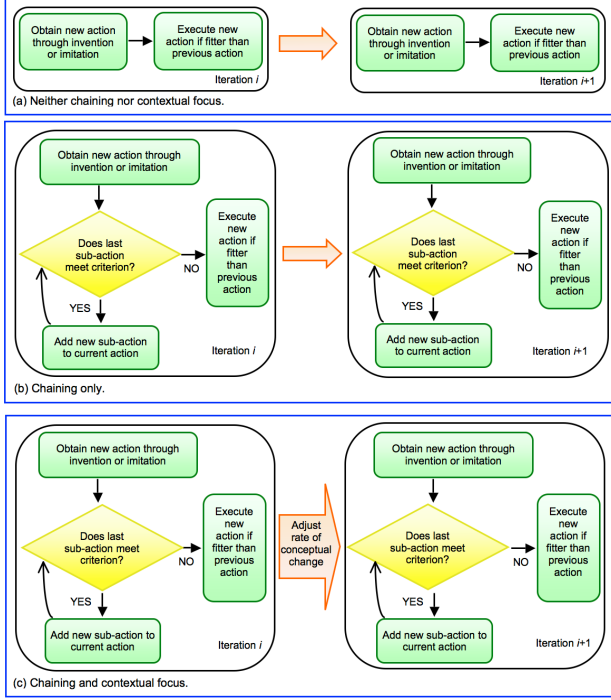 Obtain new action
through invention
or imitation
Execute new
action if fitter than
previous action
Iteration i
Obtain new action
through invention
or imitation
Execute new
action if fitter than
previous action
Iteration i+1
(a) Neither chaining nor contextual focus.
Obtain new action through
invention or imitation
Does last
sub-action
meet criterion?
NO
Execute
new
action if
fitter
than
previous
action
YES
Add new sub-action
to current action
Iteration i
Obtain new action through
invention or imitation
Does last
sub-action
meet criterion?
NO
Execute
new
action if
fitter
than
previous
action
YES
Add new sub-action
to current action
Iteration i+1
(b) Chaining only.
Obtain new action through
invention or imitation
Does last
sub-action meet
criterion?
NO
Execute
new
action if
fitter than
previous
action
YES
Add new sub-action to
current action
Iteration i
Adjust
rate of
conceptual
change
Obtain new action through
invention or imitation
Does last
sub-action meet
criterion?
NO
Execute
new
action if
fitter than
previous
action
YES
Add new sub-action to
current action
Iteration i+1
(c) Chaining and contextual focus.